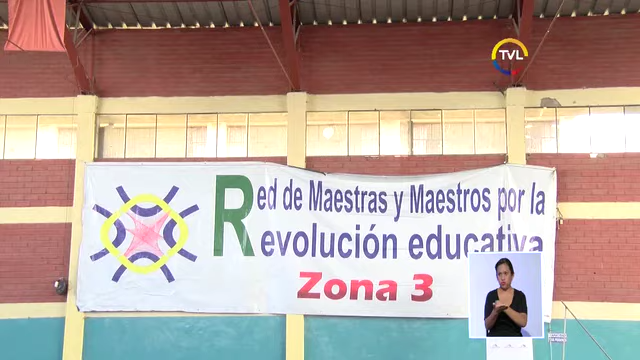 TVL
Red de Maestras y Maestros por la
Revolución educativa
Zona 3